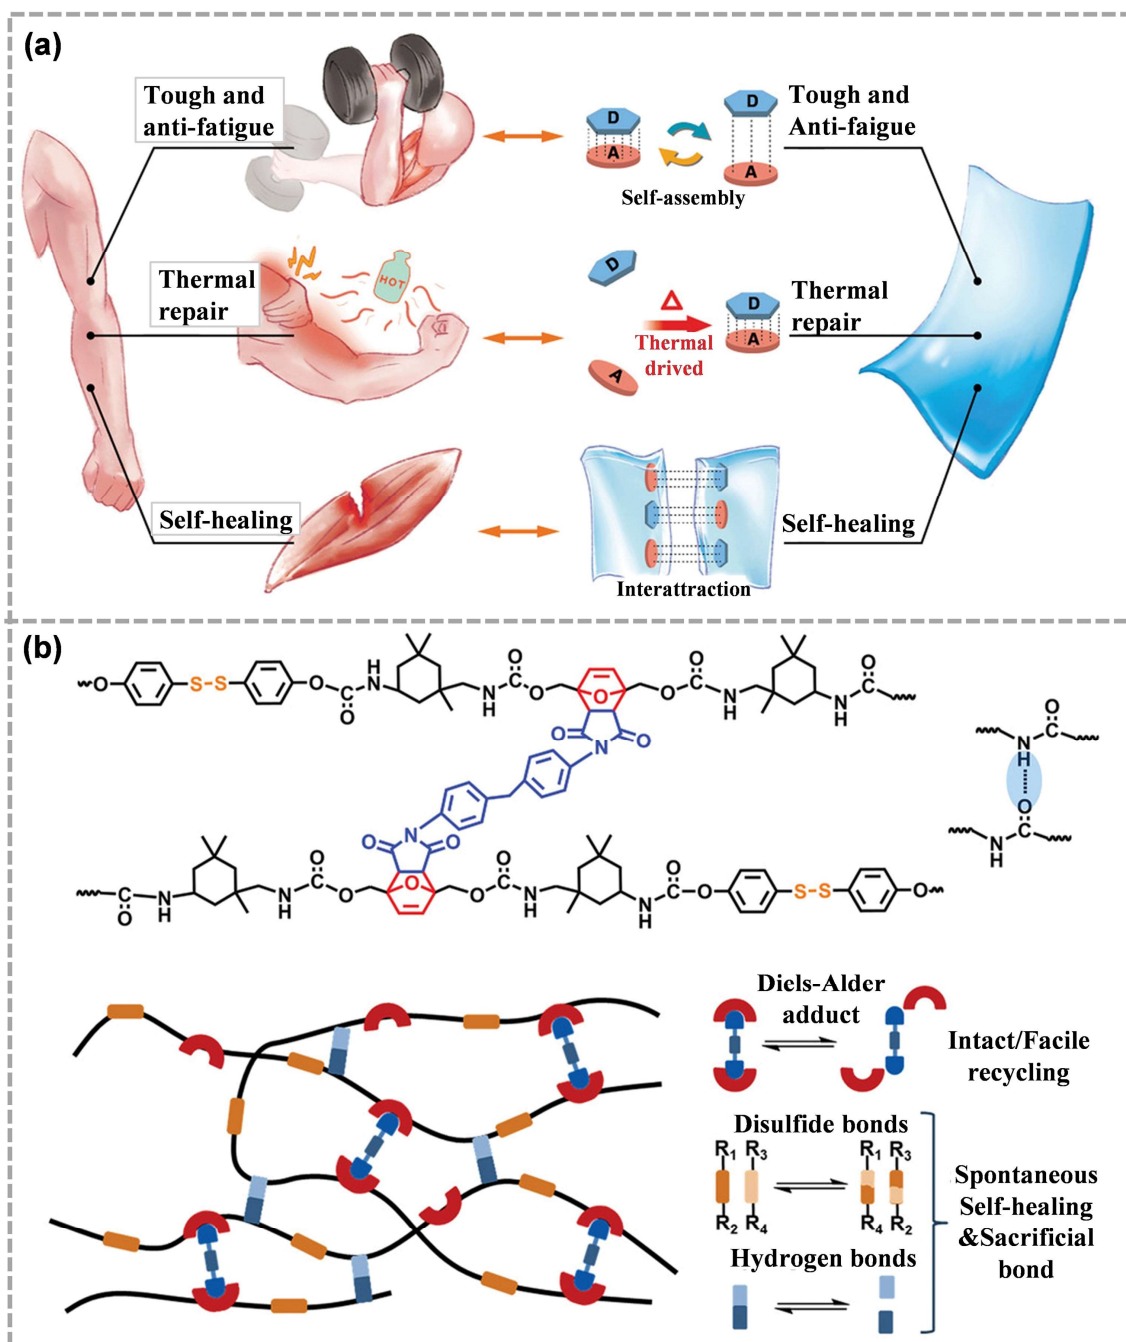 (a)
Tough and
anti-fatigue
D
A
D
A
Self-assembly
Tough and
Anti-faigue
Thermal
repair
HOT
D
A
Δ
Thermal
drived
D
A
Thermal
repair
Self-healing
Interattraction
Self-healing
(b)
O S-S O O H N N H O O O O O N H O N H O
O N O
H N O
O N O
O N H O
O N H N H O O O O O N H N H O O S-S O
Diels-Alder
adduct
Intact/Facile
recycling
Disulfide bonds
R1 R3 R1 R3
R2 R4 R4 R2
Hydrogen bonds
Spontaneous
Self-healing
&Sacrificial
bond